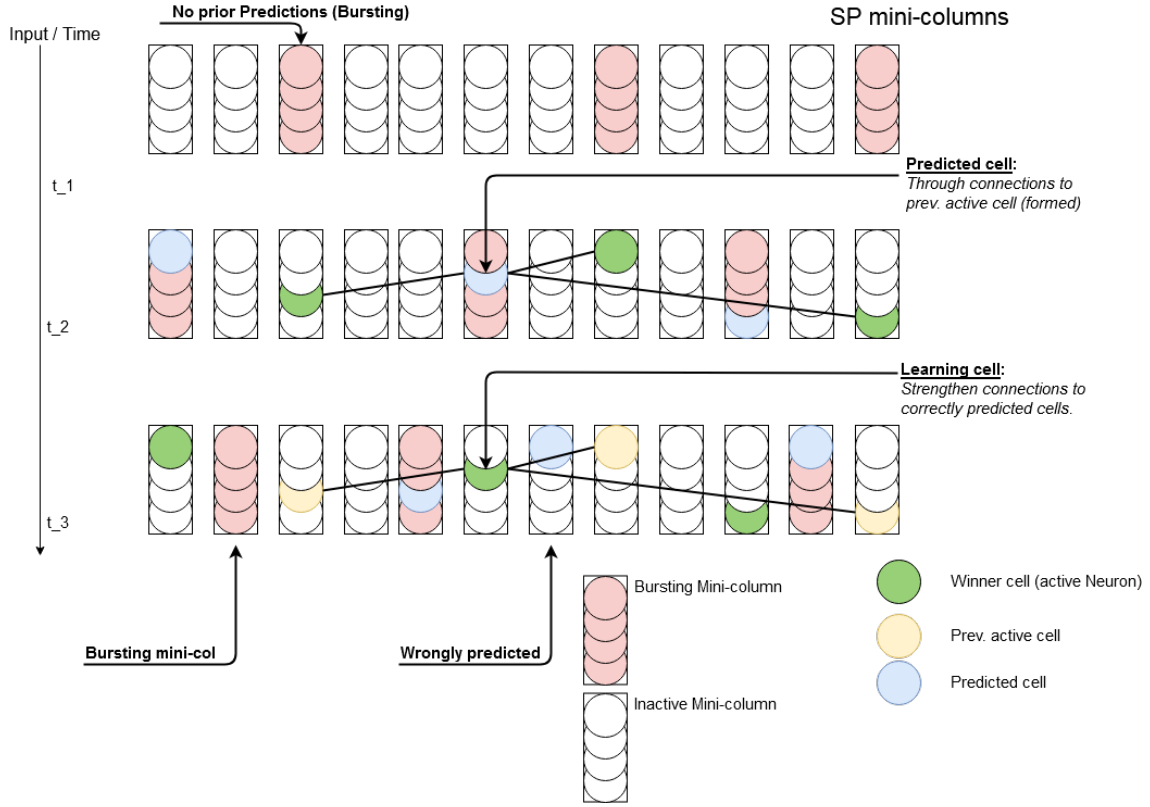 No prior Predictions (Bursting)
SP mini-columns
Input / Time
Predicted cell:
Through connections to
prev. active cell (formed)
t_1
t_2
Learning cell:
Strengthen connections to
correctly predicted cells.
t_3
Bursting mini-col
Wrongly predicted
Bursting Mini-column
Inactive Mini-column
Winner cell (active Neuron)
Prev. active cell
Predicted cell